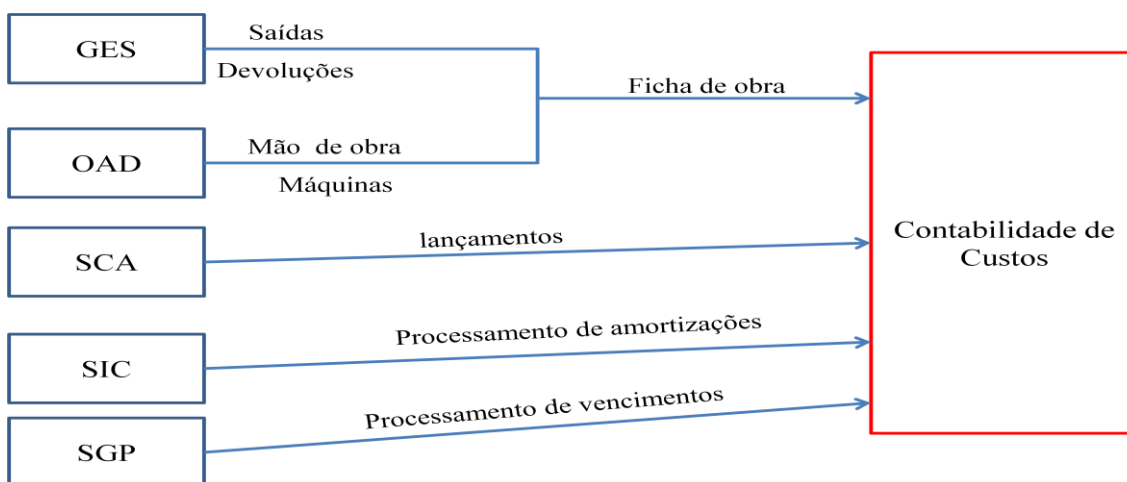 GES
Saídas
Devoluções
Ficha de obra
OAD
Mão de obra
Máquinas
SCA
lançamentos
Contabilidade de
Custos
SIC
Processamento de amortizações
SGP
Processamento de vencimentos